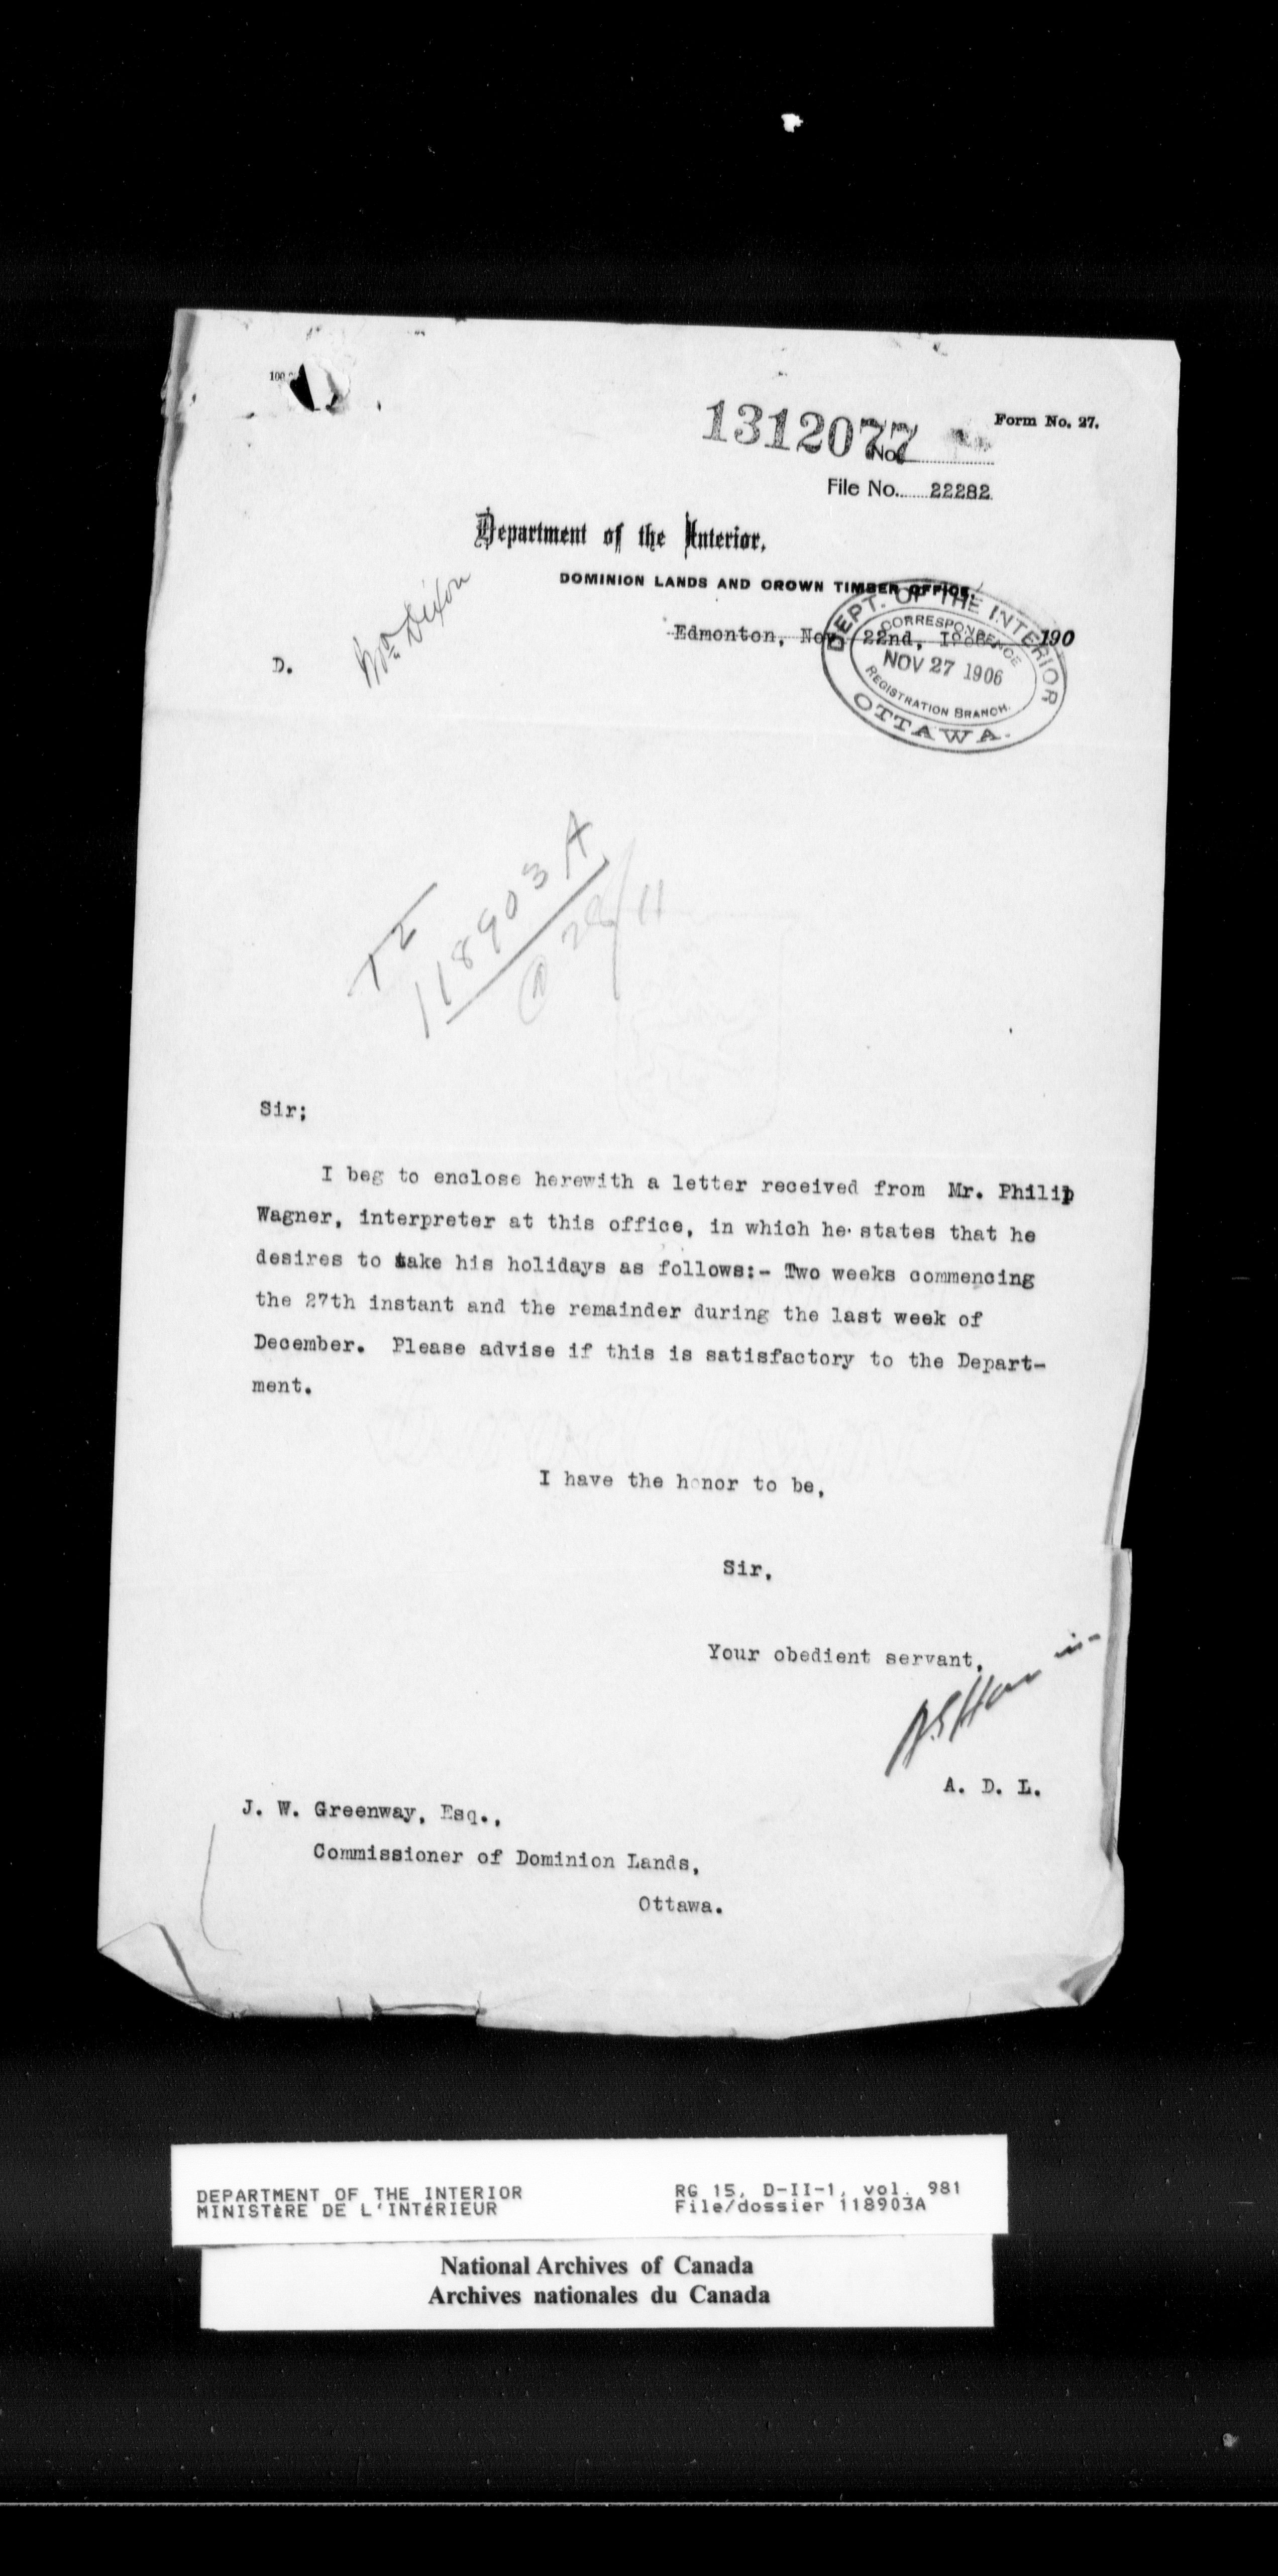 100
1312077
Form No. 27.
No.
File No. 22282
Department of the Interior,
DOMINION LANDS AND CROWN TIMBER OFFICE,
Edmonton, Nov. 22nd, I906. 190
DEPT. OF THE INTERIOR
CORRESPONDENCE
NOV 27 1906
REGISTRATION BRANCH.
OTTAWA.
D.
Mr. Dixon
118903 A
Sir;
I beg to enclose herewith a letter received from Mr. Philip
Wagner, interpreter at this office, in which he states that he
desires to take his holidays as follows:- Two weeks commencing
the 27th instant and the remainder during the last week of
December. Please advise if this is satisfactory to the Depart-
ment.
I have the honor to be,
Sir,
Your obedient servant,
A. D. L.
J. W. Greenway, Esq.,
Commissioner of Dominion Lands,
Ottawa.
DEPARTMENT OF THE INTERIOR
MINISTèRE DE L'INTéRIEUR
RG 15, D-II-1, vol. 981
File/dossier 118903A
National Archives of Canada
Archives nationales du Canada